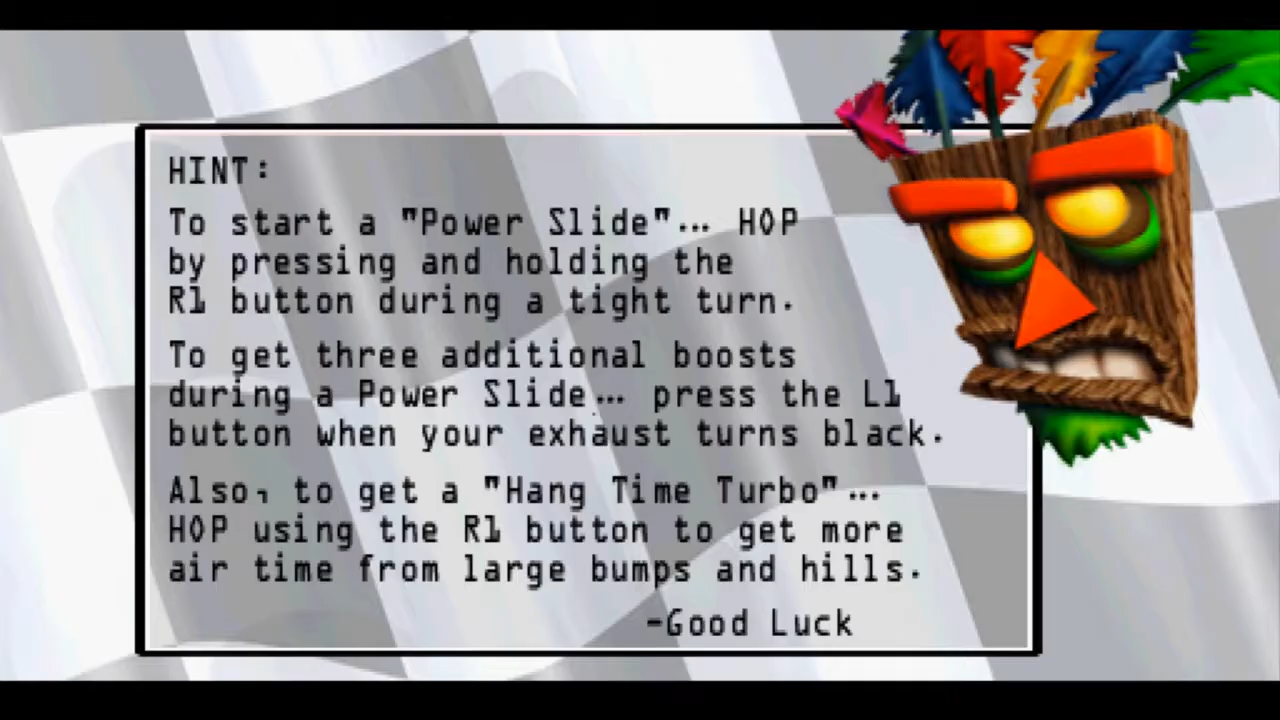 HINT:
To start a "Power Slide"... HOP
by pressing and holding the
R1 button during a tight turn.
To get three additional boosts
during a Power Slide... press the L1
button when your exhaust turns black.
Also, to get a "Hang Time Turbo"...
HOP using the R1 button to get more
air time from large bumps and hills.
-Good Luck